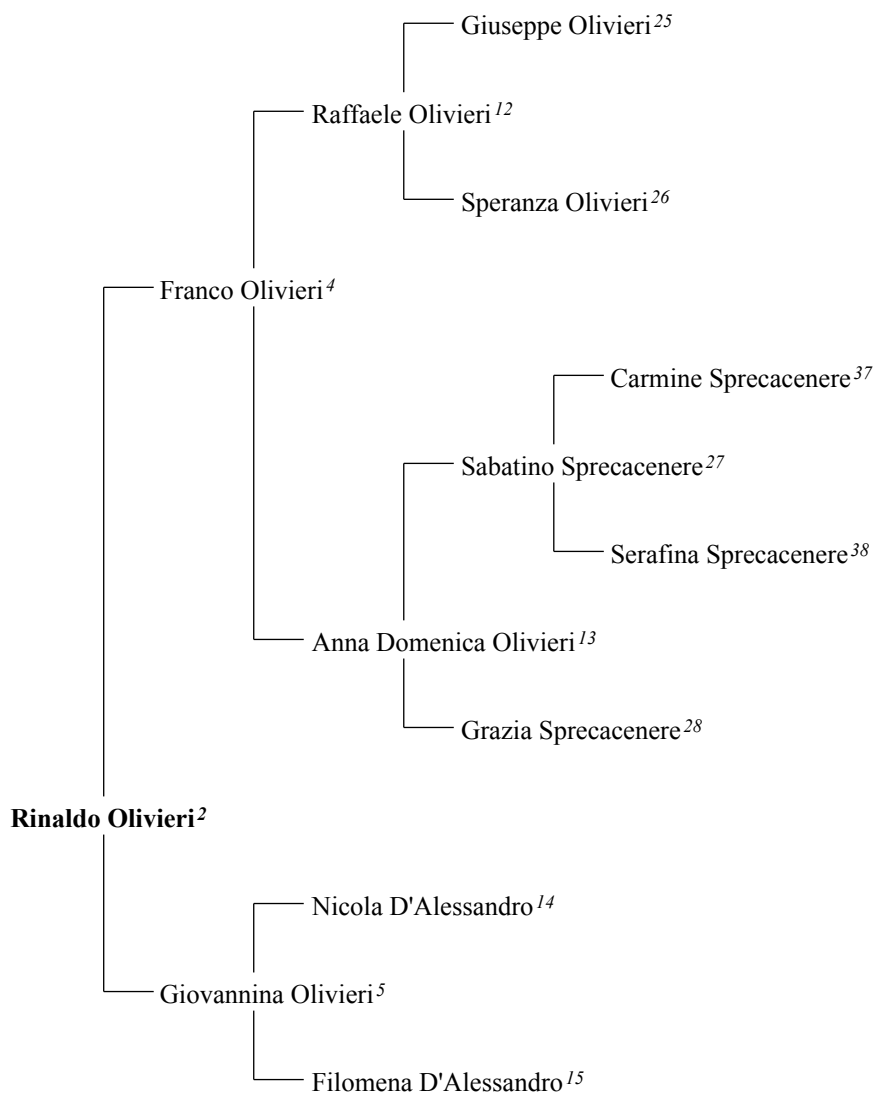 Giuseppe Olivieri 25
Raffaele Olivieri 12
Speranza Olivieri 26
Franco Olivieri 4
Carmine Sprecacenere 37
Sabatino Sprecacenere 27
Serafina Sprecacenere 38
Anna Domenica Olivieri 13
Grazia Sprecacenere 28
Rinaldo Olivieri 2
Nicola D'Alessandro 14
Giovannina Olivieri 5
Filomena D'Alessandro 15